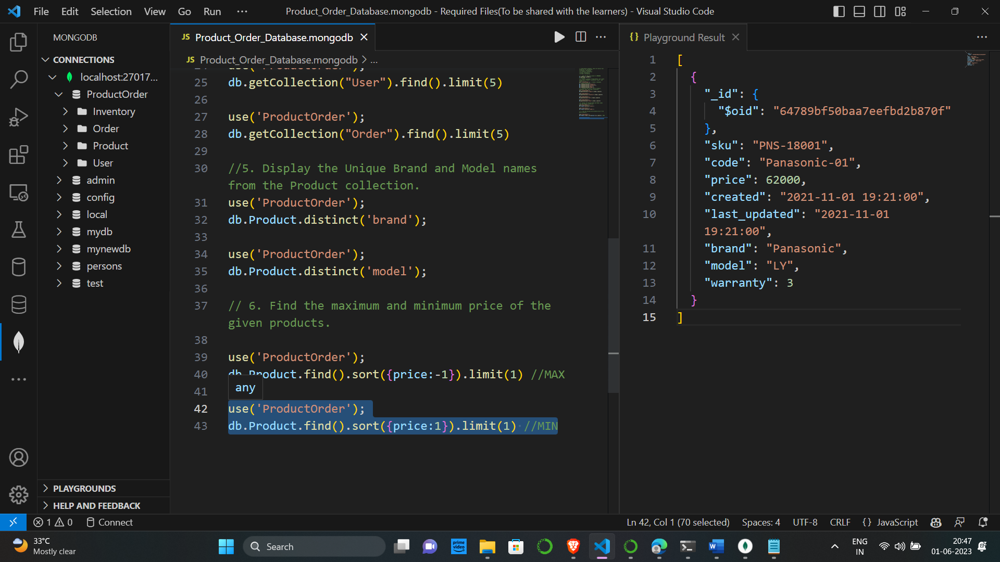 File Edit Selection View Go Run ···
Product_Order_Database.mongodb - Required Files(To be shared with the learners) - Visual Studio Code
MONGODB
CONNECTIONS
localhost:27017...
ProductOrder
Inventory
Order
Product
User
admin
config
local
mydb
mynewdb
persons
test
PLAYGROUNDS
HELP AND FEEDBACK
JS Product_Order_Database.mongodb
JS Product_Order_Database.mongodb > ...
24 use('ProductOrder');
25 db.getCollection("User").find().limit(5)
26
27 use('ProductOrder');
28 db.getCollection("Order").find().limit(5)
29
30 //5. Display the Unique Brand and Model names
from the Product collection.
31 use('ProductOrder');
32 db.Product.distinct('brand');
33
34 use('ProductOrder');
35 db.Product.distinct('model');
36
37 // 6. Find the maximum and minimum price of the
given products.
38
39 use('ProductOrder');
40 db.Product.find().sort({price:-1}).limit(1) //MAX
41
any
42 use('ProductOrder');
43 db.Product.find().sort({price:1}).limit(1) //MIN
{} Playground Result
1 [
2 {
3 "_id": {
4 "$oid": "64789bf50baa7eefbd2b870f"
5 },
6 "sku": "PNS-18001",
7 "code": "Panasonic-01",
8 "price": 62000,
9 "created": "2021-11-01 19:21:00",
10 "last_updated": "2021-11-01
19:21:00",
11 "brand": "Panasonic",
12 "model": "LY",
13 "warranty": 3
14 }
15 ]
1 0 Connect
Ln 42, Col 1 (70 selected) Spaces: 4 UTF-8 CRLF {} JavaScript
33°C
Mostly clear
Search
prime
video
W
ENG
IN
20:47
01-06-2023